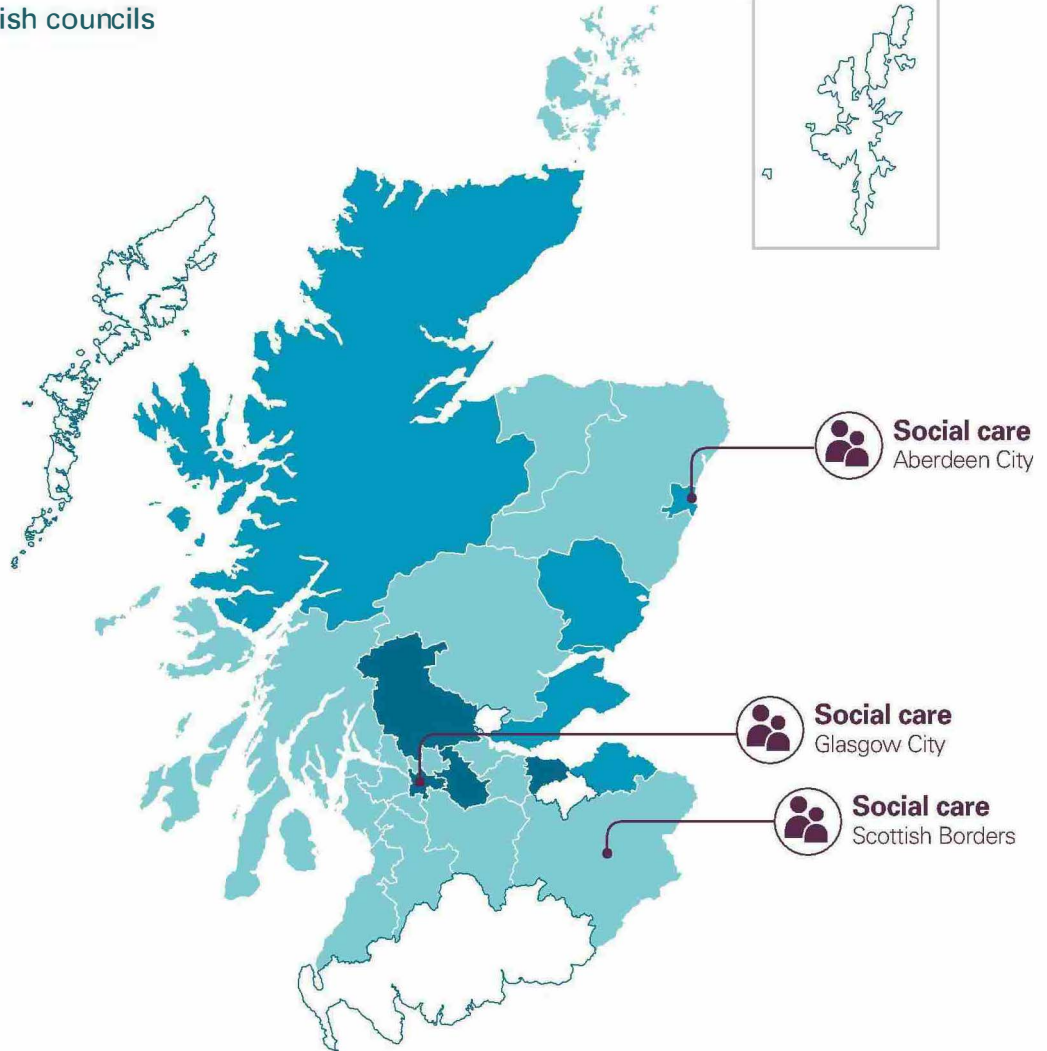 ish councils
Social care
Aberdeen City
Social care
Glasgow City
Social care
Scottish Borders